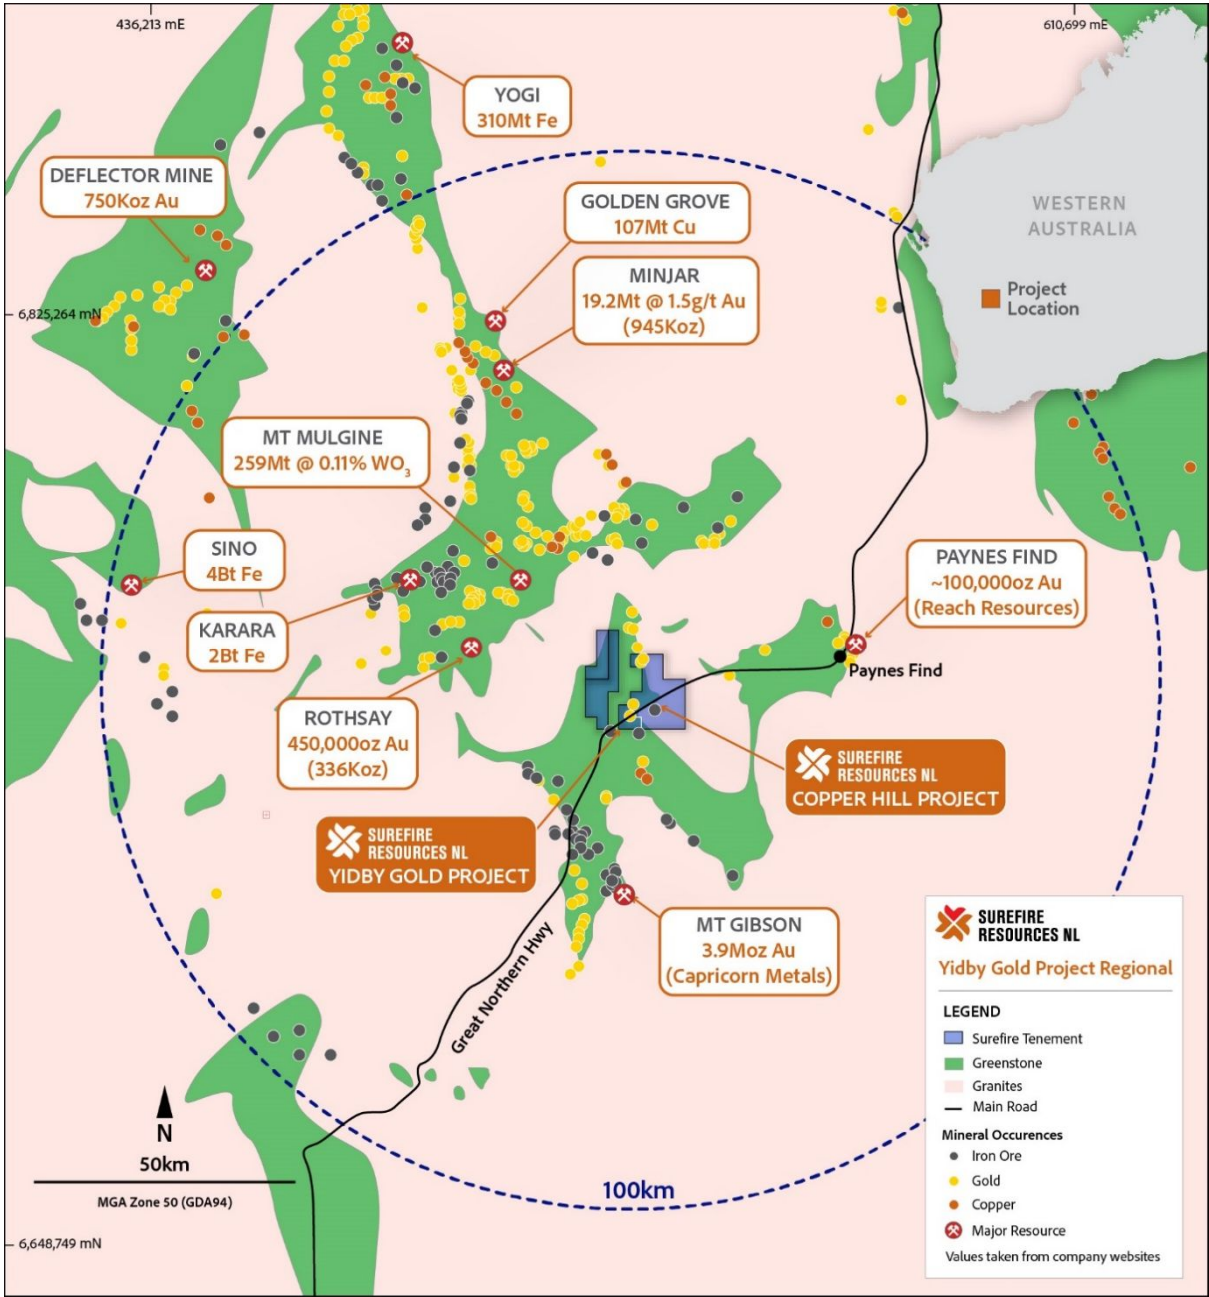 436,213 mE
610,699 mE
YOGI
310Mt Fe
DEFLECTOR MINE
750Koz Au
GOLDEN GROVE
107Mt Cu
WESTERN
AUSTRALIA
MINJAR
19.2Mt @ 1.5g/t Au
(945Koz)
Project
Location
6,825,264 mN
MT MULGINE
259Mt @ 0.11% WO3
SINO
4Bt Fe
PAYNES FIND
~100,000oz Au
(Reach Resources)
KARARA
2Bt Fe
Paynes Find
ROTHSAY
450,000oz Au
(336Koz)
SUREFIRE
RESOURCES NL
COPPER HILL PROJECT
SUREFIRE
RESOURCES NL
YIDBY GOLD PROJECT
MT GIBSON
3.9Moz Au
(Capricorn Metals)
Great Northern Hwy
SUREFIRE
RESOURCES NL
Yidby Gold Project Regional
LEGEND
Surefire Tenement
Greenstone
Granites
Main Road
Mineral Occurences
Iron Ore
Gold
Copper
Major Resource
Values taken from company websites
N
50km
MGA Zone 50 (GDA94)
100km
6,648,749 mN